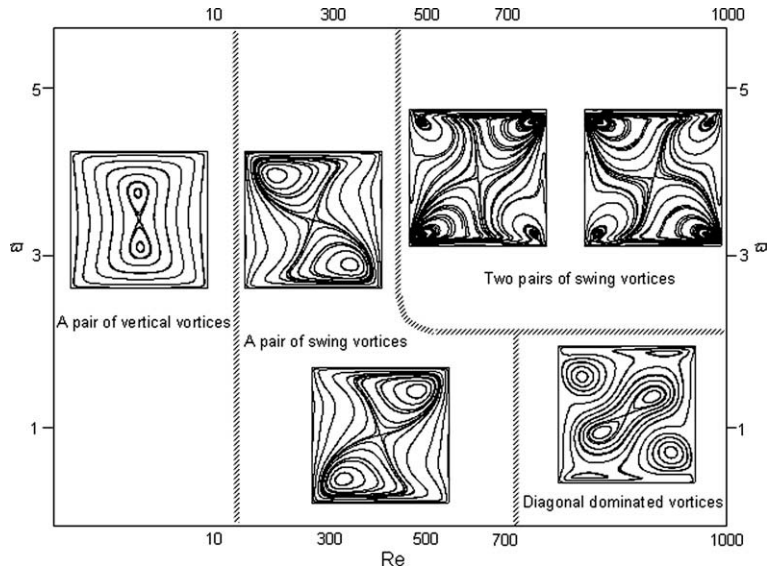 10 300 500 700 1000
5 5
ϖ 3 3 ϖ
Two pairs of swing vortices
A pair of vertical vortices
A pair of swing vortices
1 1
Diagonal dominated vortices
10 300 500 700 1000
Re